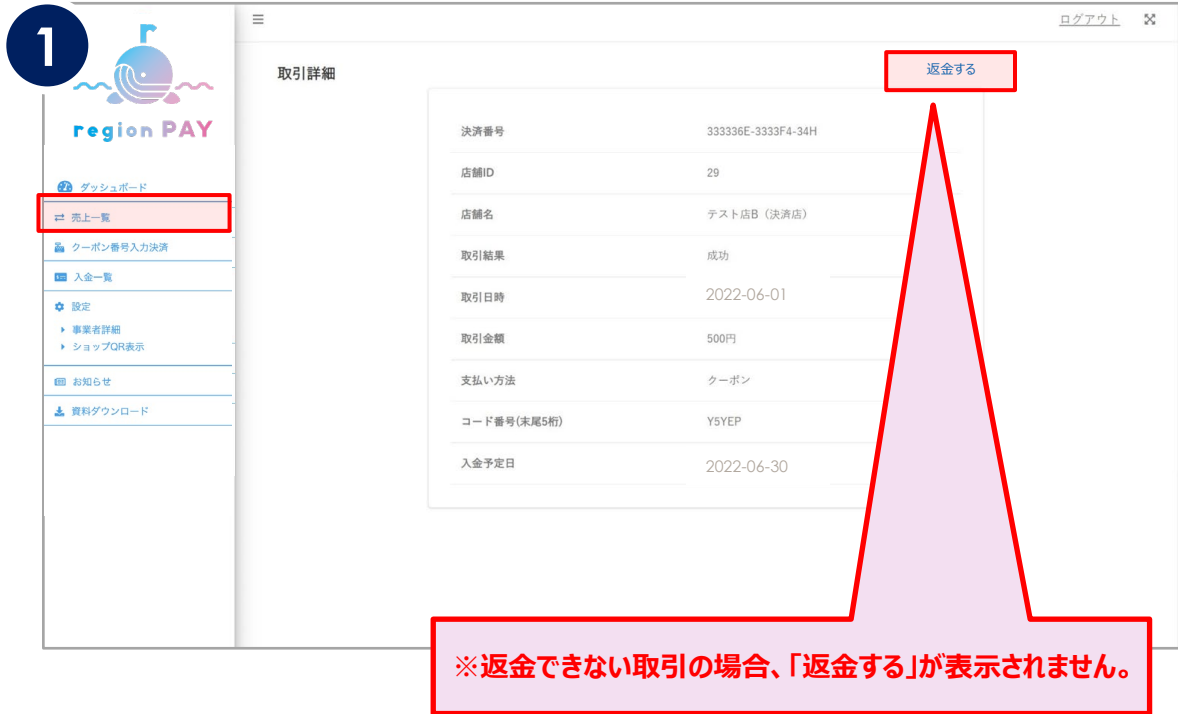 1
r
region PAY
ダッシュボード
売上一覧
クーポン番号入力決済
入金一覧
設定
事業者詳細
ショップQR表示
お知らせ
資料ダウンロード
ログアウト
取引詳細
返金する
決済番号 333336E-3333F4-34H
店舗ID 29
店舗名 テスト店B（決済店）
取引結果 成功
取引日時 2022-06-01
取引金額 500円
支払い方法 クーポン
コード番号(末尾5桁) Y5YEP
入金予定日 2022-06-30
※返金できない取引の場合、「返金する」が表示されません。